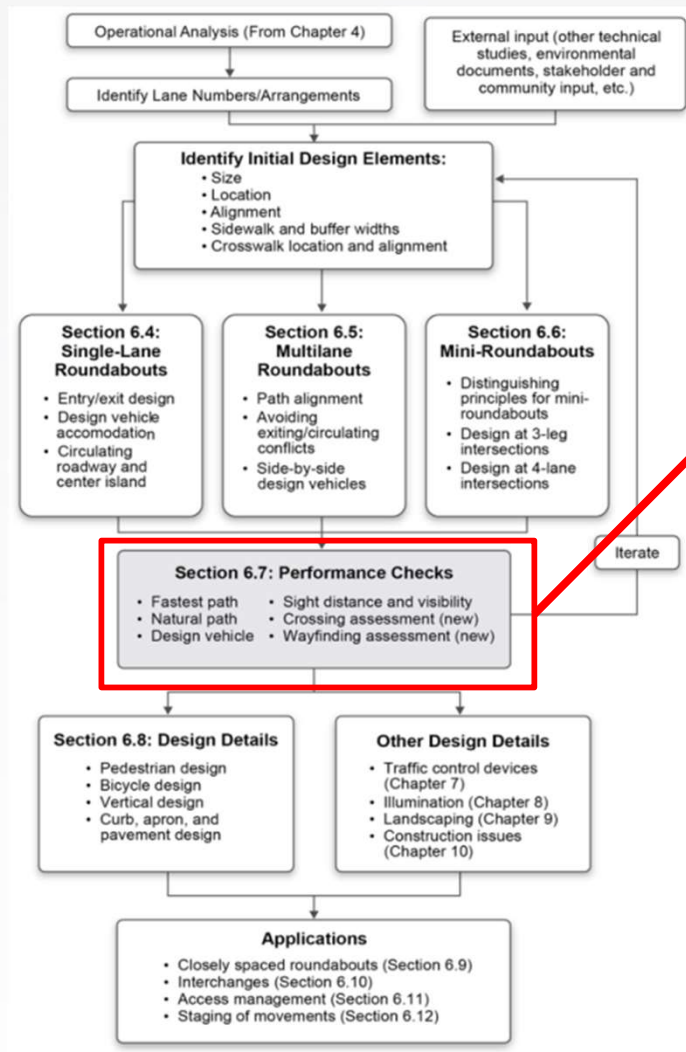 Operational Analysis (From Chapter 4)
External input (other technical
studies, environmental
documents, stakeholder and
community input, etc.)
Identify Lane Numbers/Arrangements
Identify Initial Design Elements:
• Size
• Location
• Alignment
• Sidewalk and buffer widths
• Crosswalk location and alignment
Section 6.4:
Single-Lane
Roundabouts
• Entry/exit design
• Design vehicle
accomodation
• Circulating
roadway and
center island
Section 6.5:
Multilane
Roundabouts
• Path alignment
• Avoiding
exiting/circulating
conflicts
• Side-by-side
design vehicles
Section 6.6:
Mini-Roundabouts
• Distinguishing
principles for mini-
roundabouts
• Design at 3-leg
intersections
• Design at 4-lane
intersections
Iterate
Section 6.7: Performance Checks
• Fastest path
• Natural path
• Design vehicle
• Sight distance and visibility
• Crossing assessment (new)
• Wayfinding assessment (new)
Section 6.8: Design Details
• Pedestrian design
• Bicycle design
• Vertical design
• Curb, apron, and
pavement design
Other Design Details
• Traffic control devices
(Chapter 7)
• Illumination (Chapter 8)
• Landscaping (Chapter 9)
• Construction issues
(Chapter 10)
Applications
• Closely spaced roundabouts (Section 6.9)
• Interchanges (Section 6.10)
• Access management (Section 6.11)
• Staging of movements (Section 6.12)